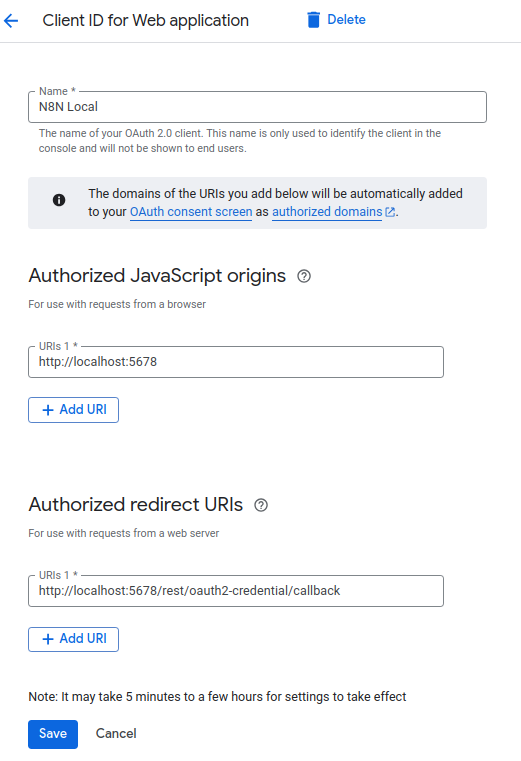 Client ID for Web application
Delete
Name *
N8N Local
The name of your OAuth 2.0 client. This name is only used to identify the client in the
console and will not be shown to end users.
The domains of the URIs you add below will be automatically added
to your OAuth consent screen as authorized domains.
Authorized JavaScript origins
For use with requests from a browser
URIs 1 *
http://localhost:5678
+ Add URI
Authorized redirect URIs
For use with requests from a web server
URIs 1 *
http://localhost:5678/rest/oauth2-credential/callback
+ Add URI
Note: It may take 5 minutes to a few hours for settings to take effect
Save
Cancel